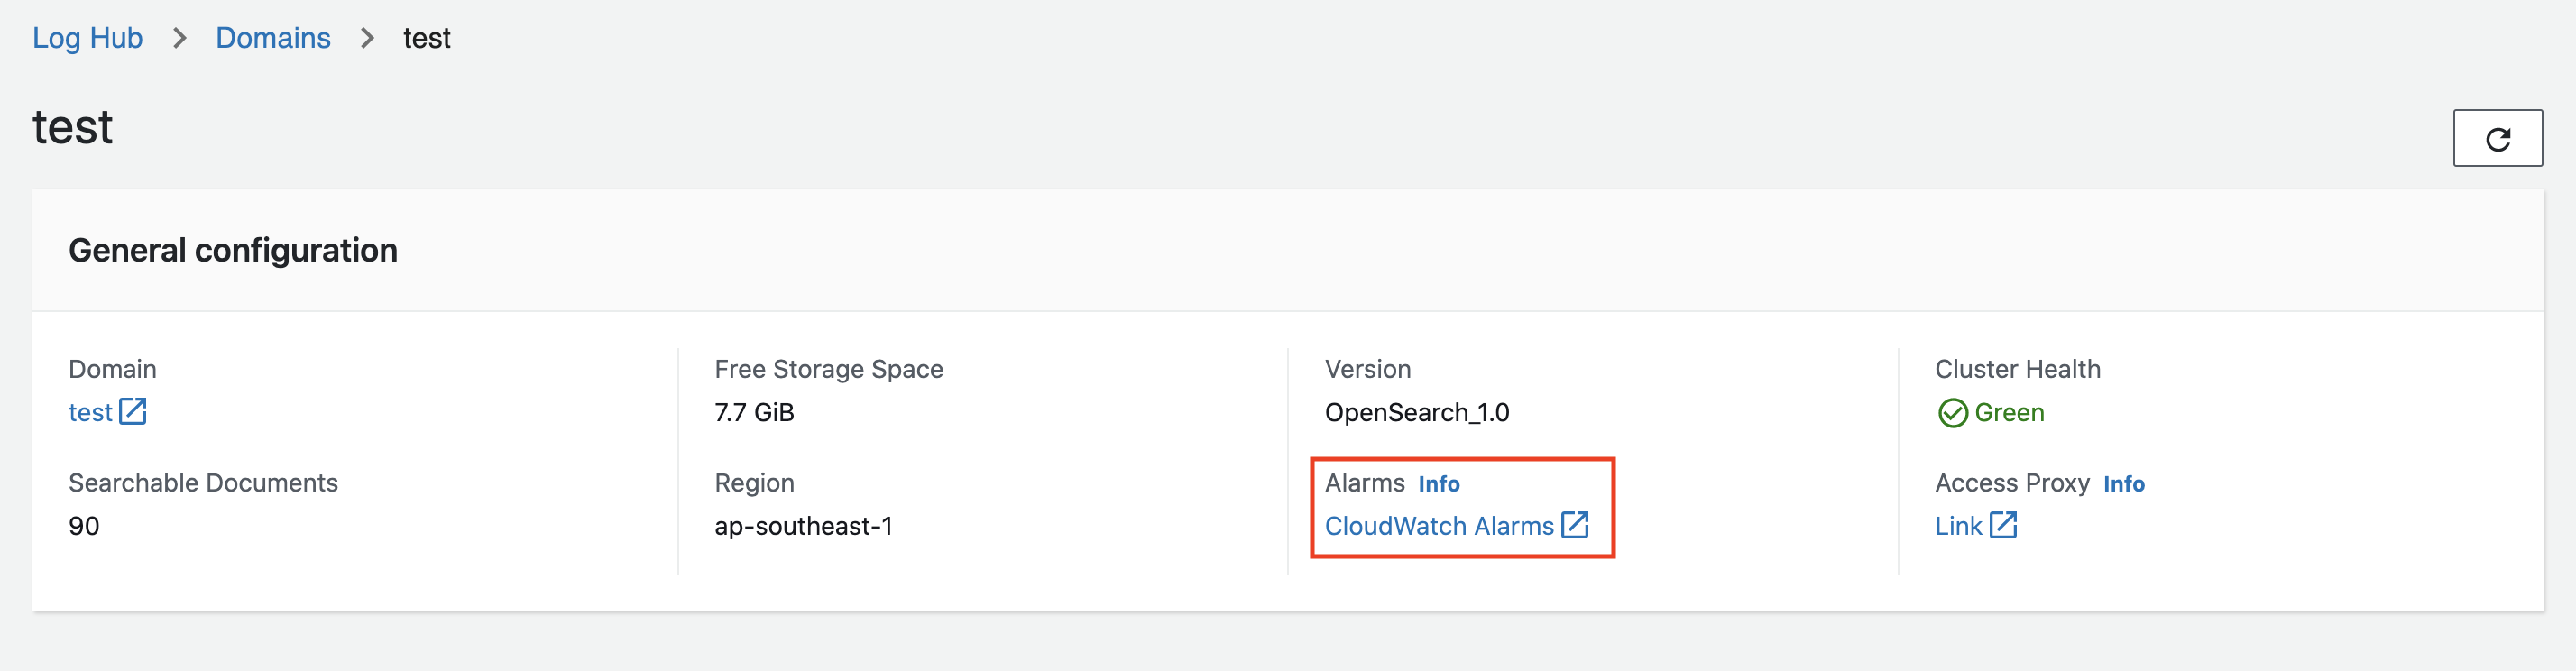 Log Hub > Domains > test
test
General configuration
Domain
test
Free Storage Space
7.7 GiB
Version
OpenSearch_1.0
Cluster Health
Green
Searchable Documents
90
Region
ap-southeast-1
Alarms Info
CloudWatch Alarms
Access Proxy Info
Link